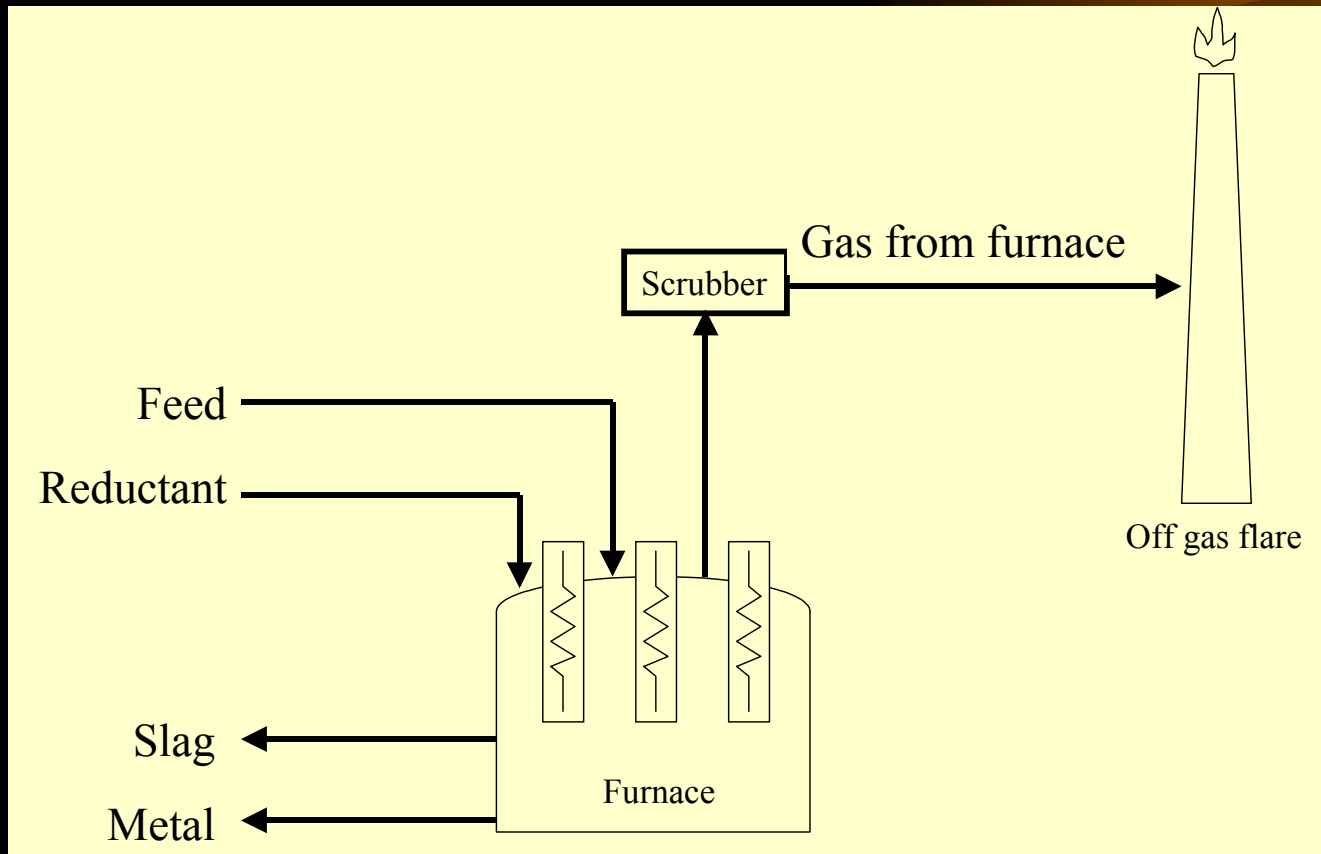 Gas from furnace
Scrubber
Feed
Reductant
Off gas flare
Slag
Furnace
Metal